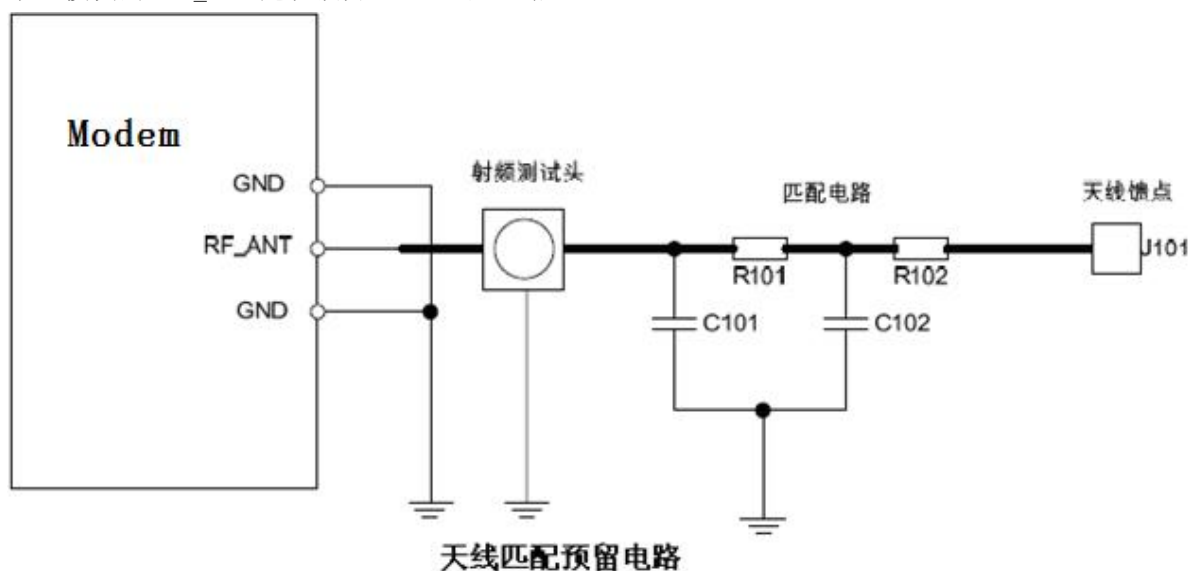 Modem
GND
RF_ANT
GND
射频测试头
匹配电路
天线馈点
R101
R102
J101
C101
C102
天线匹配预留电路